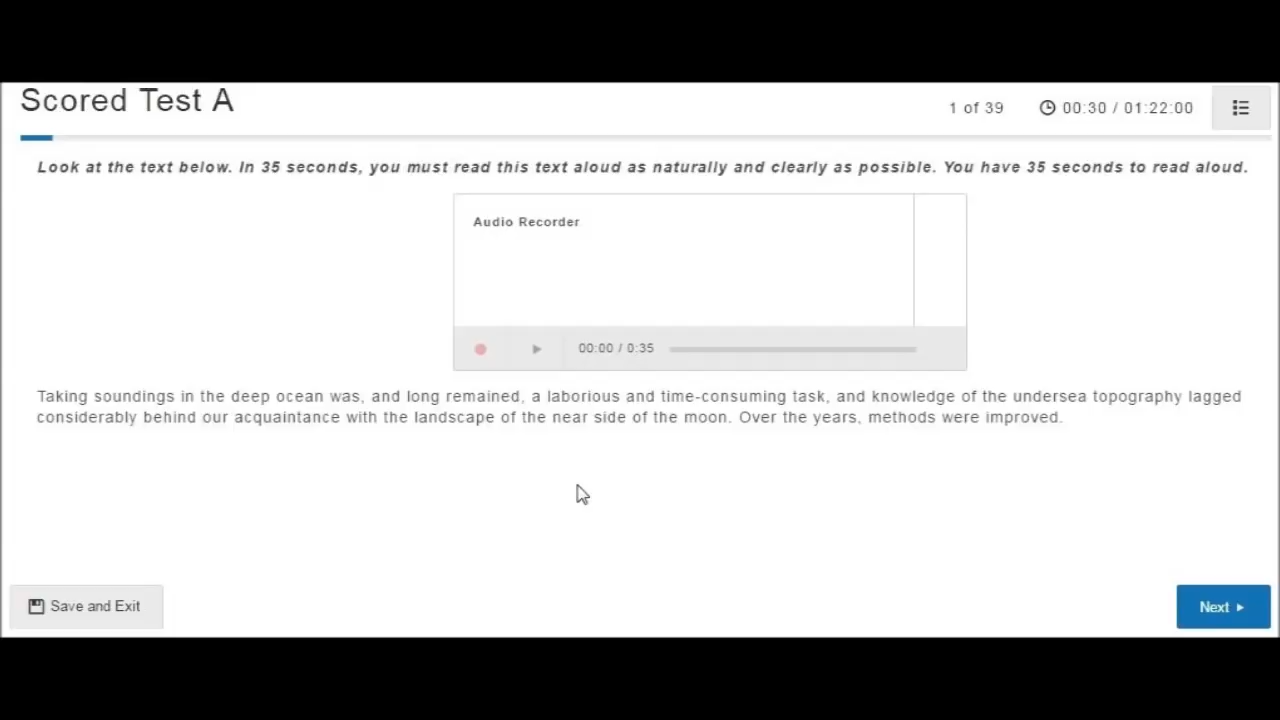 Scored Test A
1 of 39
00:30 / 01:22:00
Look at the text below. In 35 seconds, you must read this text aloud as naturally and clearly as possible. You have 35 seconds to read aloud.
Audio Recorder
00:00 / 0:35
Taking soundings in the deep ocean was, and long remained, a laborious and time-consuming task, and knowledge of the undersea topography lagged
considerably behind our acquaintance with the landscape of the near side of the moon. Over the years, methods were improved.
Save and Exit
Next